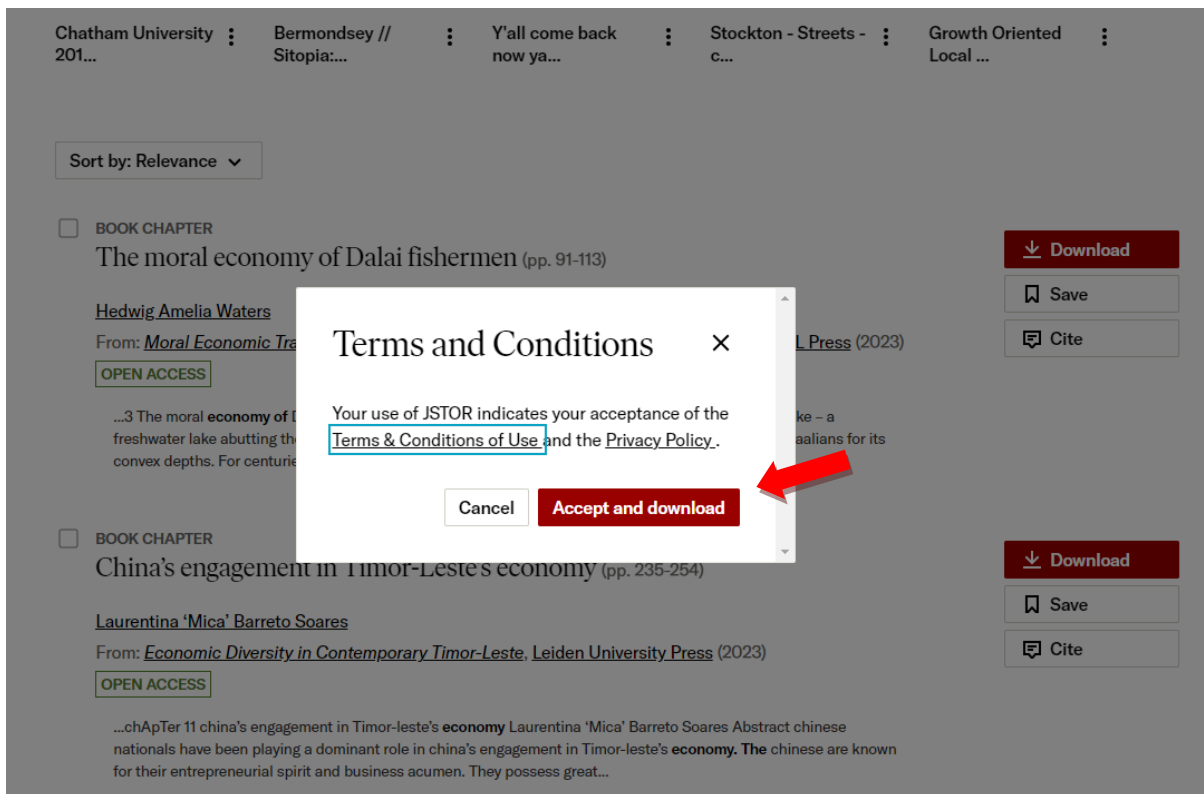 Chatham University
201...
Bermondsey //
Sitopia:...
Y'all come back
now ya...
Stockton - Streets -
c...
Growth Oriented
Local ...
Sort by: Relevance
BOOK CHAPTER
The moral economy of Dalai fishermen (pp. 91-113)
Download
Save
Cite
Hedwig Amelia Waters
From: Moral Economic Tra
L Press (2023)
OPEN ACCESS
...3 The moral economy of
ke – a
freshwater lake abutting th
aalians for its
convex depths. For centurie
Terms and Conditions
Your use of JSTOR indicates your acceptance of the
Terms & Conditions of Use and the Privacy Policy .
Cancel
Accept and download
BOOK CHAPTER
China's engagement in Timor-Leste's economy (pp. 235-254)
Download
Save
Cite
Laurentina ‘Mica’ Barreto Soares
From: Economic Diversity in Contemporary Timor-Leste, Leiden University Press (2023)
OPEN ACCESS
...chApTer 11 china’s engagement in Timor-leste’s economy Laurentina ‘Mica’ Barreto Soares Abstract chinese
nationals have been playing a dominant role in china’s engagement in Timor-leste’s economy. The chinese are known
for their entrepreneurial spirit and business acumen. They possess great...